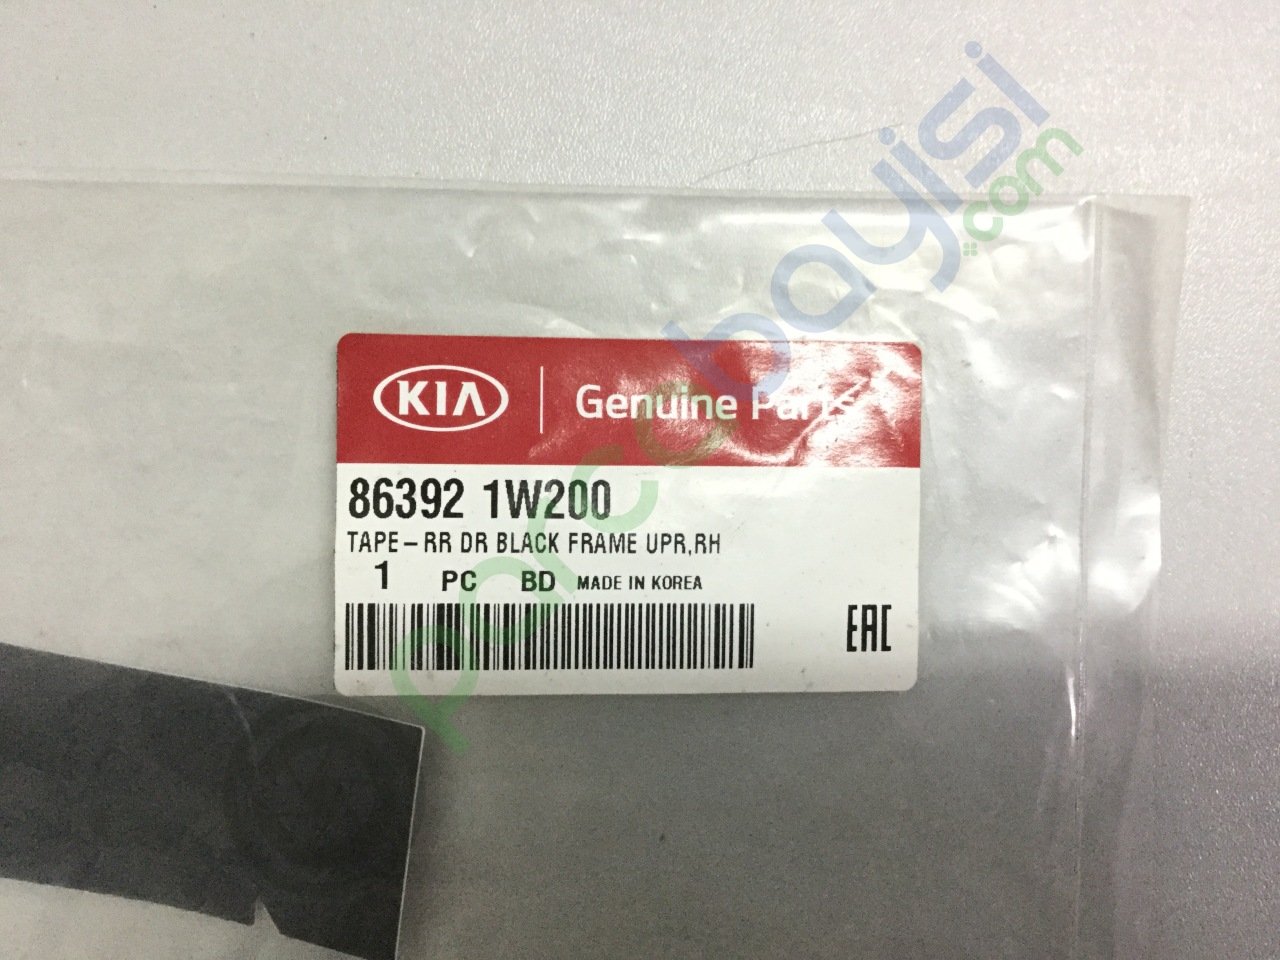 KIA Genuine Parts
86392 1W200
TAPE-RR DR BLACK FRAME UPR,RH
1 PC BD MADE IN KOREA
EAC
parcabayisi
.com